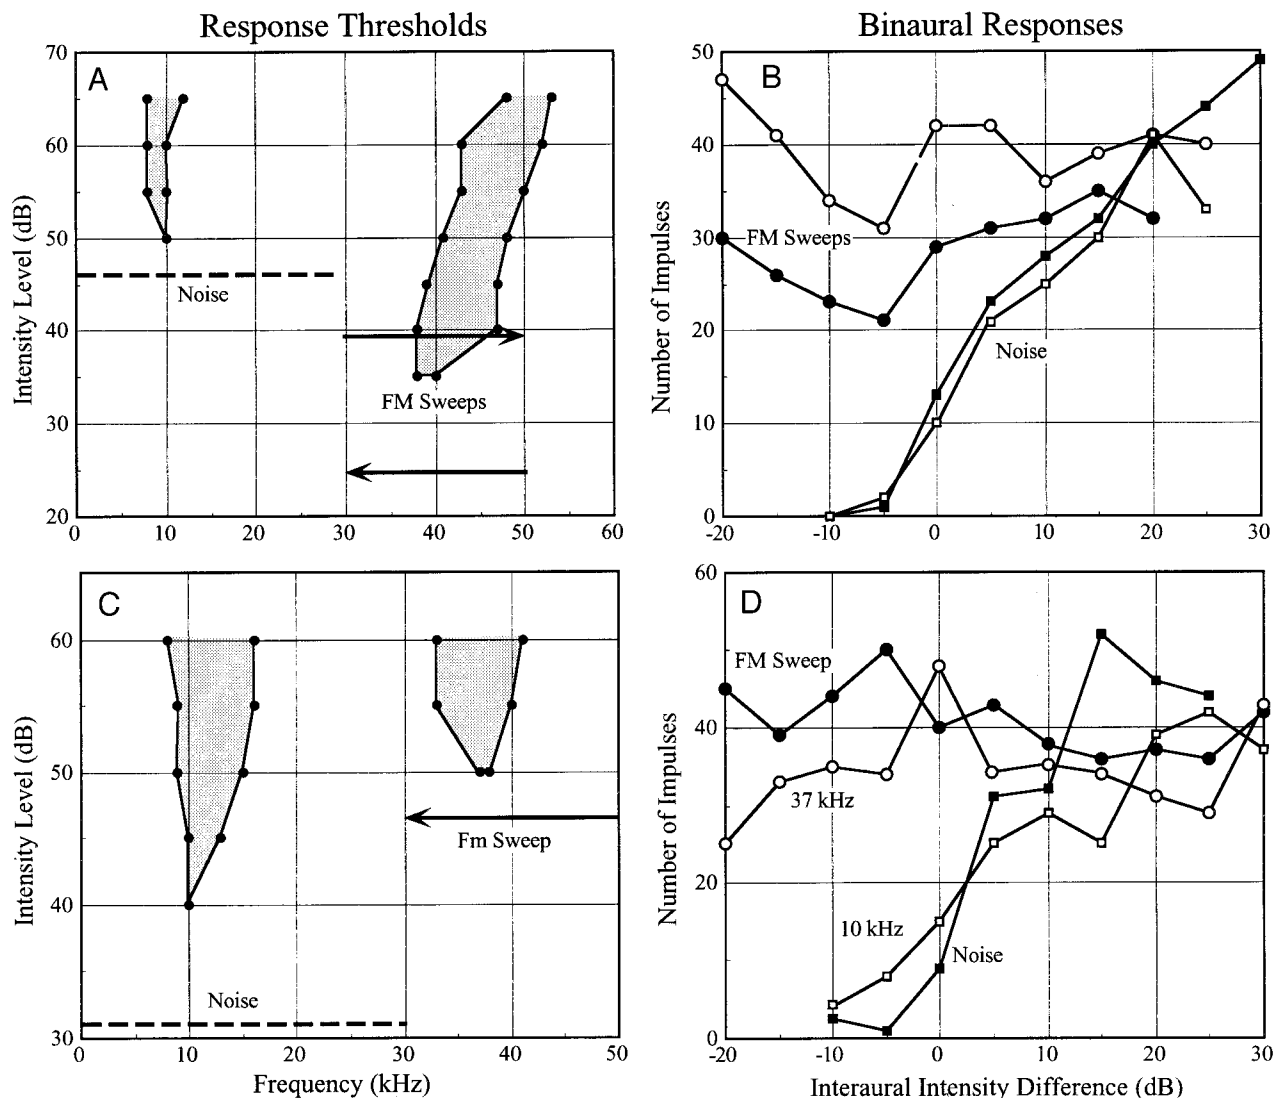 Response Thresholds
Binaural Responses
A
70
60
50
40
30
20
Intensity Level (dB)
Noise
FM Sweeps
0 10 20 30 40 50 60
B
50
40
30
20
10
0
Number of Impulses
FM Sweeps
Noise
-20 -10 0 10 20 30
C
60
50
40
30
Intensity Level (dB)
Fm Sweep
Noise
0 10 20 30 40 50
Frequency (kHz)
D
60
40
20
0
Number of Impulses
FM Sweep
37 kHz
10 kHz
Noise
-20 -10 0 10 20 30
Interaural Intensity Difference (dB)